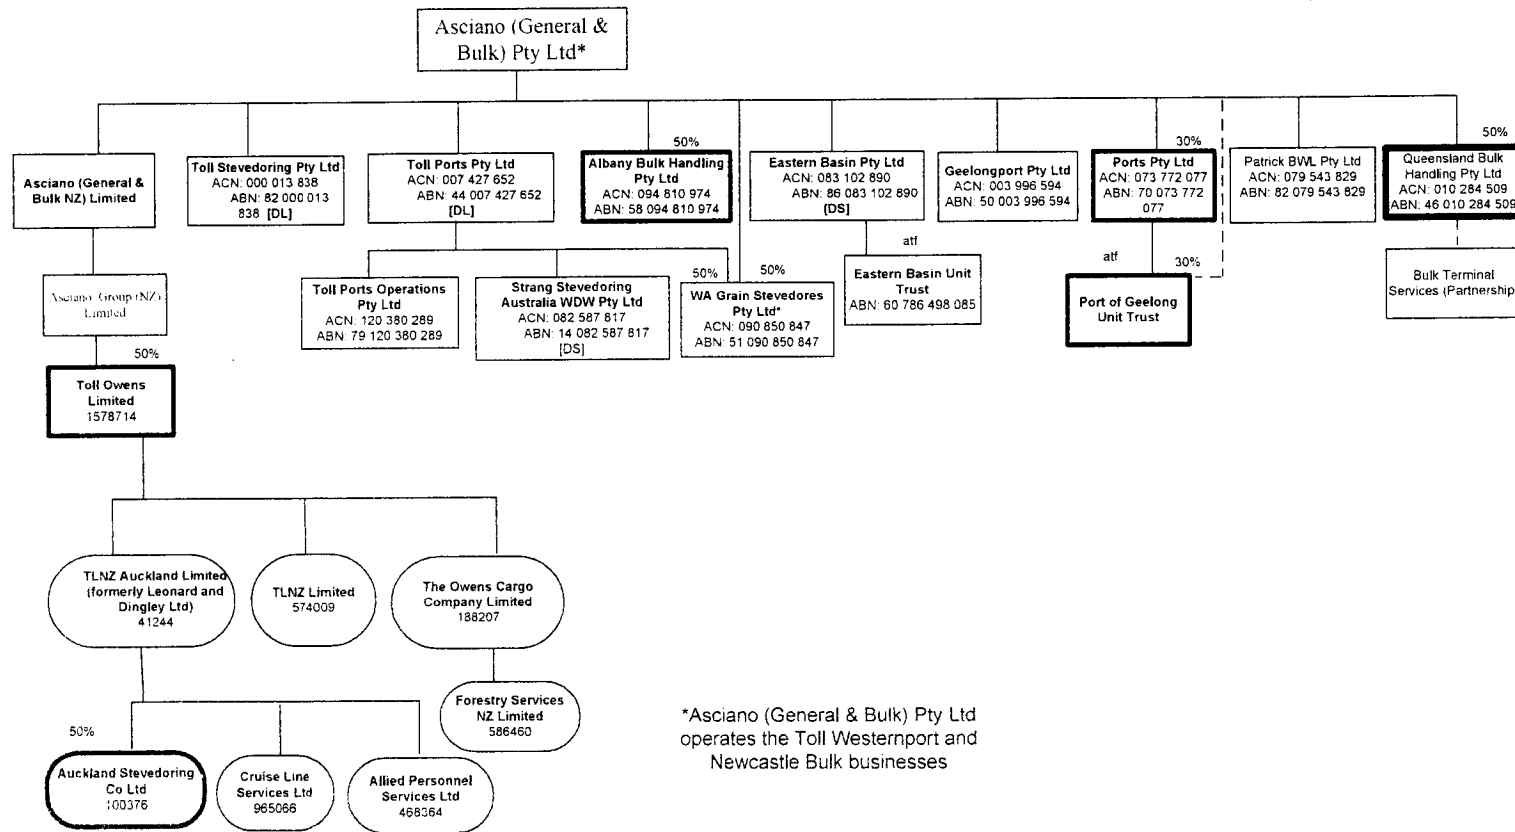 Asciano (General &
Bulk) Pty Ltd*
Asciano (General &
Bulk NZ) Limited
Toll Stevedoring Pty Ltd
ACN: 000 013 838
ABN: 82 000 013
838 [DL]
Toll Ports Pty Ltd
ACN: 007 427 652
ABN: 44 007 427 652
[DL]
50%
Albany Bulk Handling
Pty Ltd
ACN: 094 810 974
ABN: 58 094 810 974
Eastern Basin Pty Ltd
ACN: 083 102 890
ABN: 86 083 102 890
[DS]
Geelongport Pty Ltd
ACN: 003 996 594
ABN: 50 003 996 594
30%
Ports Pty Ltd
ACN: 073 772 077
ABN: 70 073 772
077
Patrick BWL Pty Ltd
ACN: 079 543 829
ABN: 82 079 543 829
50%
Queensland Bulk
Handling Pty Ltd
ACN: 010 284 509
ABN: 46 010 284 509
Asciano Group (NZ)
Limited
Toll Ports Operations
Pty Ltd
ACN: 120 380 289
ABN: 79 120 380 289
Strang Stevedoring
Australia WDW Pty Ltd
ACN: 082 587 817
ABN: 14 082 587 817
[DS]
50%
50%
WA Grain Stevedores
Pty Ltd*
ACN: 090 850 847
ABN: 51 090 850 847
atf
Eastern Basin Unit
Trust
ABN: 60 786 498 085
atf
30%
Port of Geelong
Unit Trust
Bulk Terminal
Services (Partnership
50%
Toll Owens
Limited
1578714
TLNZ Auckland Limited
(formerly Leonard and
Dingley Ltd)
41244
TLNZ Limited
574009
The Owens Cargo
Company Limited
188207
Forestry Services
NZ Limited
586460
50%
Auckland Stevedoring
Co Ltd
100376
Cruise Line
Services Ltd
965066
Allied Personnel
Services Ltd
468364
*Asciano (General & Bulk) Pty Ltd
operates the Toll Westernport and
Newcastle Bulk businesses